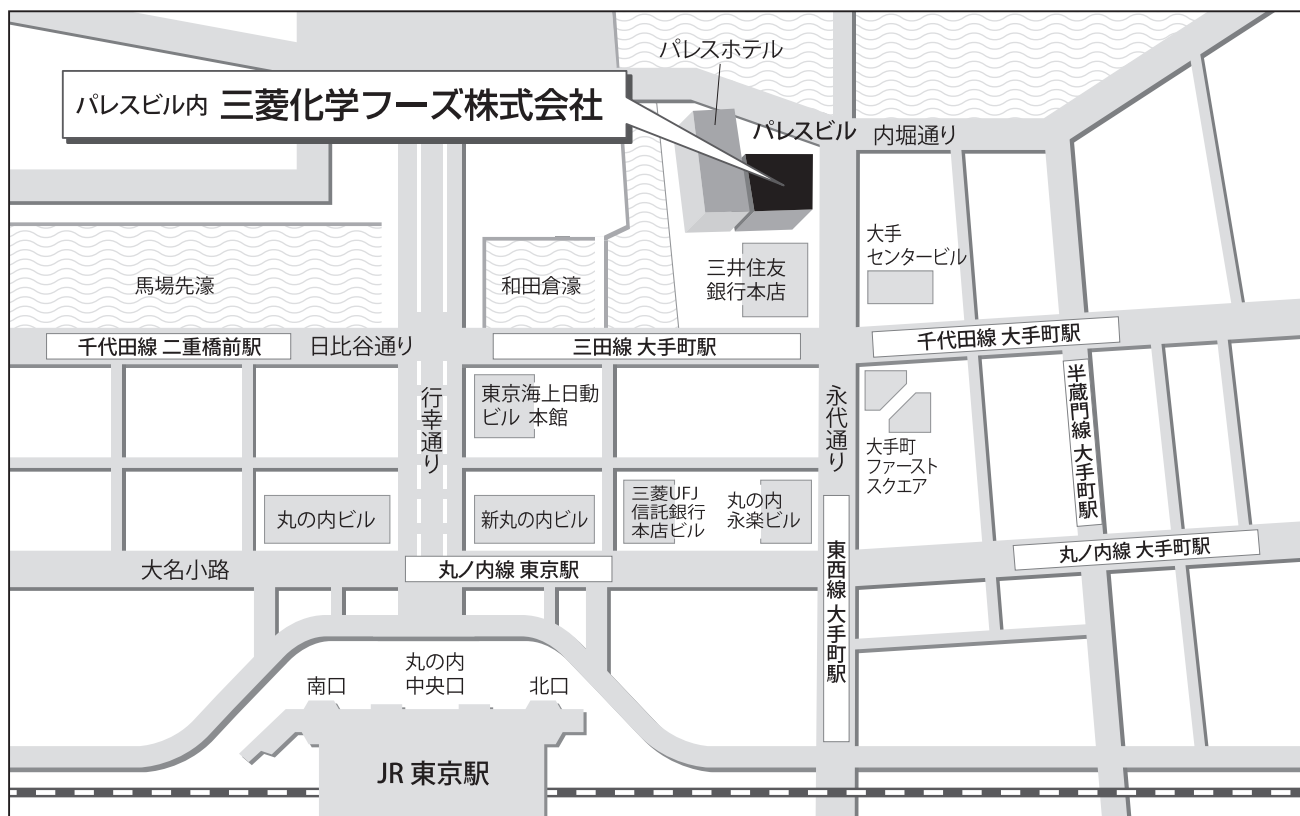 パレスホテル
パレスビル内 三菱化学フーズ株式会社
パレスビル
内堀通り
大手
センタービル
三井住友
銀行本店
馬場先濠
和田倉濠
千代田線 二重橋前駅
日比谷通り
三田線 大手町駅
千代田線 大手町駅
東京海上日動
ビル 本館
行幸通り
永代通り
半蔵門線 大手町駅
大手町
ファースト
スクエア
丸の内ビル
新丸の内ビル
三菱UFJ
信託銀行
本店ビル
丸の内
永楽ビル
大名小路
丸ノ内線 東京駅
東西線 大手町駅
丸ノ内線 大手町駅
丸の内
中央口
南口
北口
JR 東京駅